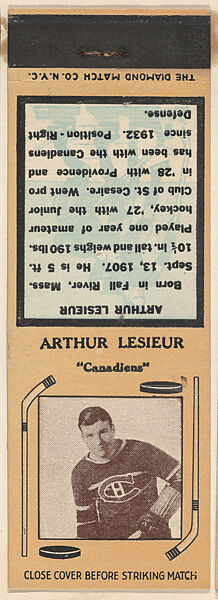 THE DIAMOND MATCH CO. N.Y.C.
ARTHUR LESIEUR
Born in Fall River, Mass.
Sept. 13, 1907. He is 5 ft.
10½ in. tall and weighs 190 lbs.
Played one year of amateur
hockey, '27, with the Junior
Club of St. Cesaire. Went pro
in '28 with Providence and
has been with the Canadiens
since 1932. Position - Right
Defense.
ARTHUR LESIEUR
"Canadiens"
CH
CLOSE COVER BEFORE STRIKING MATCH